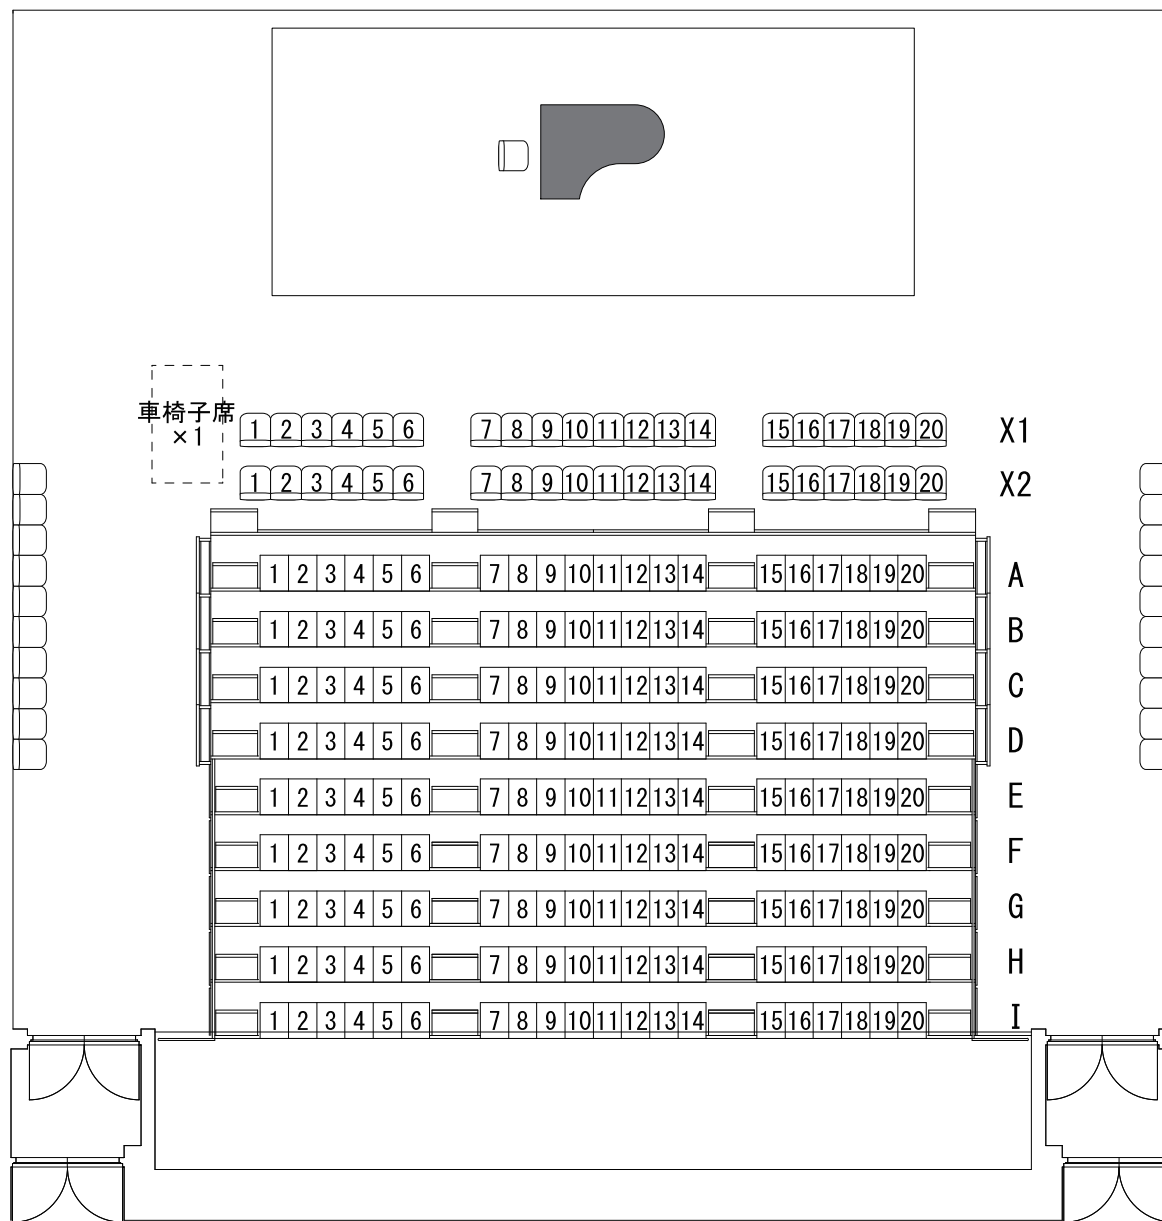 車椅子席
×1
1 2 3 4 5 6 7 8 9 10 11 12 13 14 15 16 17 18 19 20 X1
1 2 3 4 5 6 7 8 9 10 11 12 13 14 15 16 17 18 19 20 X2
1 2 3 4 5 6 7 8 9 10 11 12 13 14 15 16 17 18 19 20 A
1 2 3 4 5 6 7 8 9 10 11 12 13 14 15 16 17 18 19 20 B
1 2 3 4 5 6 7 8 9 10 11 12 13 14 15 16 17 18 19 20 C
1 2 3 4 5 6 7 8 9 10 11 12 13 14 15 16 17 18 19 20 D
1 2 3 4 5 6 7 8 9 10 11 12 13 14 15 16 17 18 19 20 E
1 2 3 4 5 6 7 8 9 10 11 12 13 14 15 16 17 18 19 20 F
1 2 3 4 5 6 7 8 9 10 11 12 13 14 15 16 17 18 19 20 G
1 2 3 4 5 6 7 8 9 10 11 12 13 14 15 16 17 18 19 20 H
1 2 3 4 5 6 7 8 9 10 11 12 13 14 15 16 17 18 19 20 I